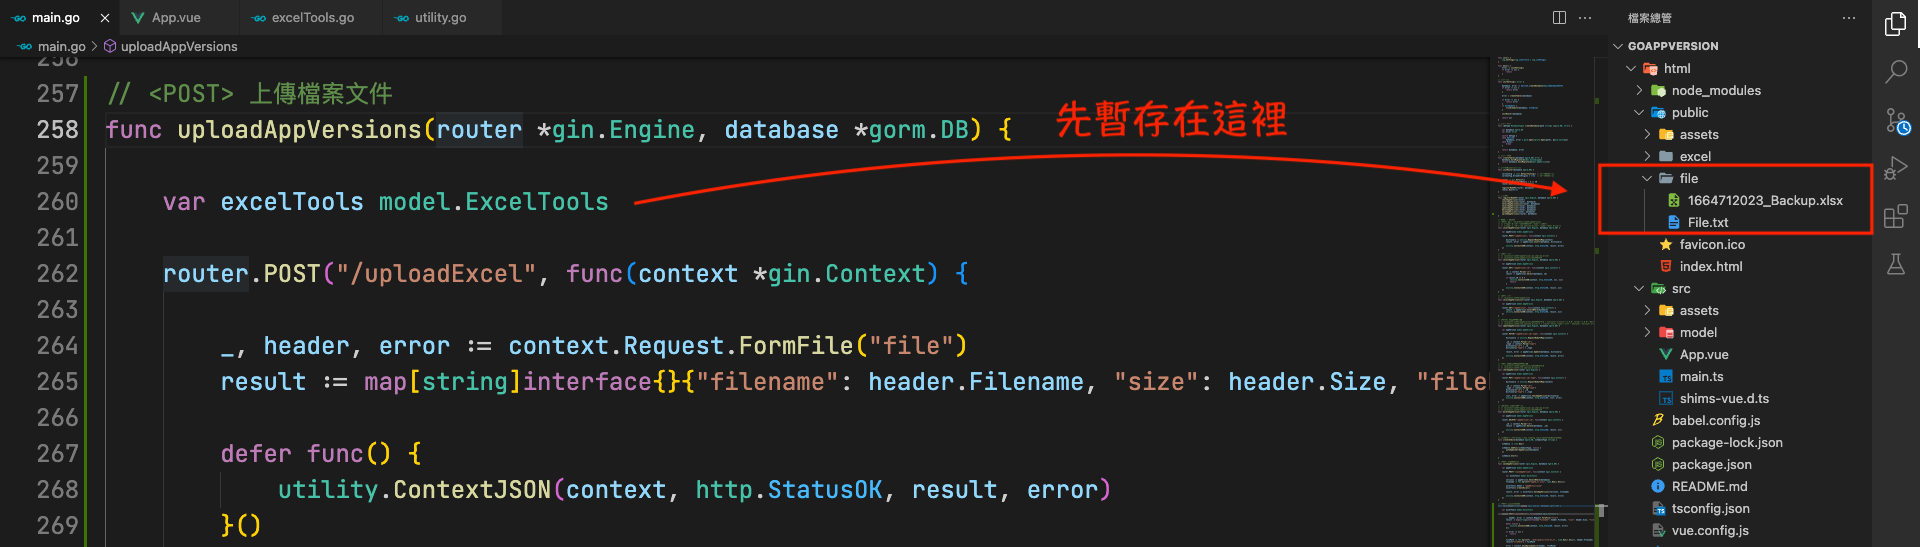 main.go
App.vue
excelTools.go
utility.go
main.go > uploadAppVersions
256
257 // <POST> 上傳檔案文件
258 func uploadAppVersions(router *gin.Engine, database *gorm.DB) {
先暫存在這裡
259
260 var excelTools model.ExcelTools
261
262 router.POST("/uploadExcel", func(context *gin.Context) {
263
264 _, header, error := context.Request.FormFile("file")
265 result := map[string]interface{}{"filename": header.Filename, "size": header.Size, "file
266
267 defer func() {
268 utility.ContextJSON(context, http.StatusOK, result, error)
269 }()
檔案總管
GOAPPVERSION
html
node_modules
public
assets
excel
file
1664712023_Backup.xlsx
File.txt
favicon.ico
index.html
src
assets
model
App.vue
main.ts
shims-vue.d.ts
babel.config.js
package-lock.json
package.json
README.md
tsconfig.json
vue.config.js